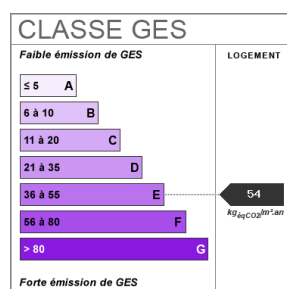 CLASSE GES
Faible émission de GES
LOGEMENT
≤ 5 A
6 à 10 B
11 à 20 C
21 à 35 D
36 à 55 E
54
kgéqCO2/m².an
56 à 80 F
> 80 G
Forte émission de GES